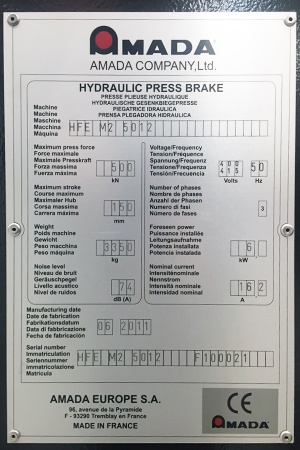 AMADA
AMADA COMPANY,Ltd.
HYDRAULIC PRESS BRAKE
PRESSE PLIEUSE HYDRAULIQUE
HYDRAULISCHE GESENKBIEGEPRESSE
PIEGATRICE IDRAULICA
PRENSA PLEGADORA HIDRAULICA
Machine
Machine
Maschine
Macchina
Máquina
HFE M2 5012
Maximum press force
Force maximale
Maximale Presskraft
Forza massima
Fuerza máxima
500
kN
Voltage/Frequency
Tension/Fréquence
Spannung/Frequenz
Tensione/Frequenza
Tensión/Frecuencia
400
415
Volts
50
Hz
Maximum stroke
Course maximum
Maximaler Hub
Corsa massima
Carrera máxima
150
mm
Number of phases
Nombre de phases
Anzahl der Phasen
Numero di fasi
Número de fases
3
Weight
Poids machine
Gewicht
Peso macchina
Peso máquina
3350
kg
Foreseen power
Puissance installée
Leitungsaufnahme
Potenza installata
Potencia instalada
6
kW
Noise level
Niveau de bruit
Geräuschspegel
Livello acustico
Nivel de ruidos
74
dB (A)
Nominal current
Intensiténominale
Nennstrom
Intensità nominale
Intensidad nominal
162
A
Manufacturing date
Date de fabrication
Fabrikationsdatum
Data di fabbricazione
Fecha de fabricación
06 2011
Serial number
Immatriculation
Seriennummer
immatricolazione
Matrícula
HFE M2 5012 F100021
AMADA EUROPE S.A.
96, avenue de la Pyramide
F - 93290 Tremblay en France
MADE IN FRANCE
CE
AMADA